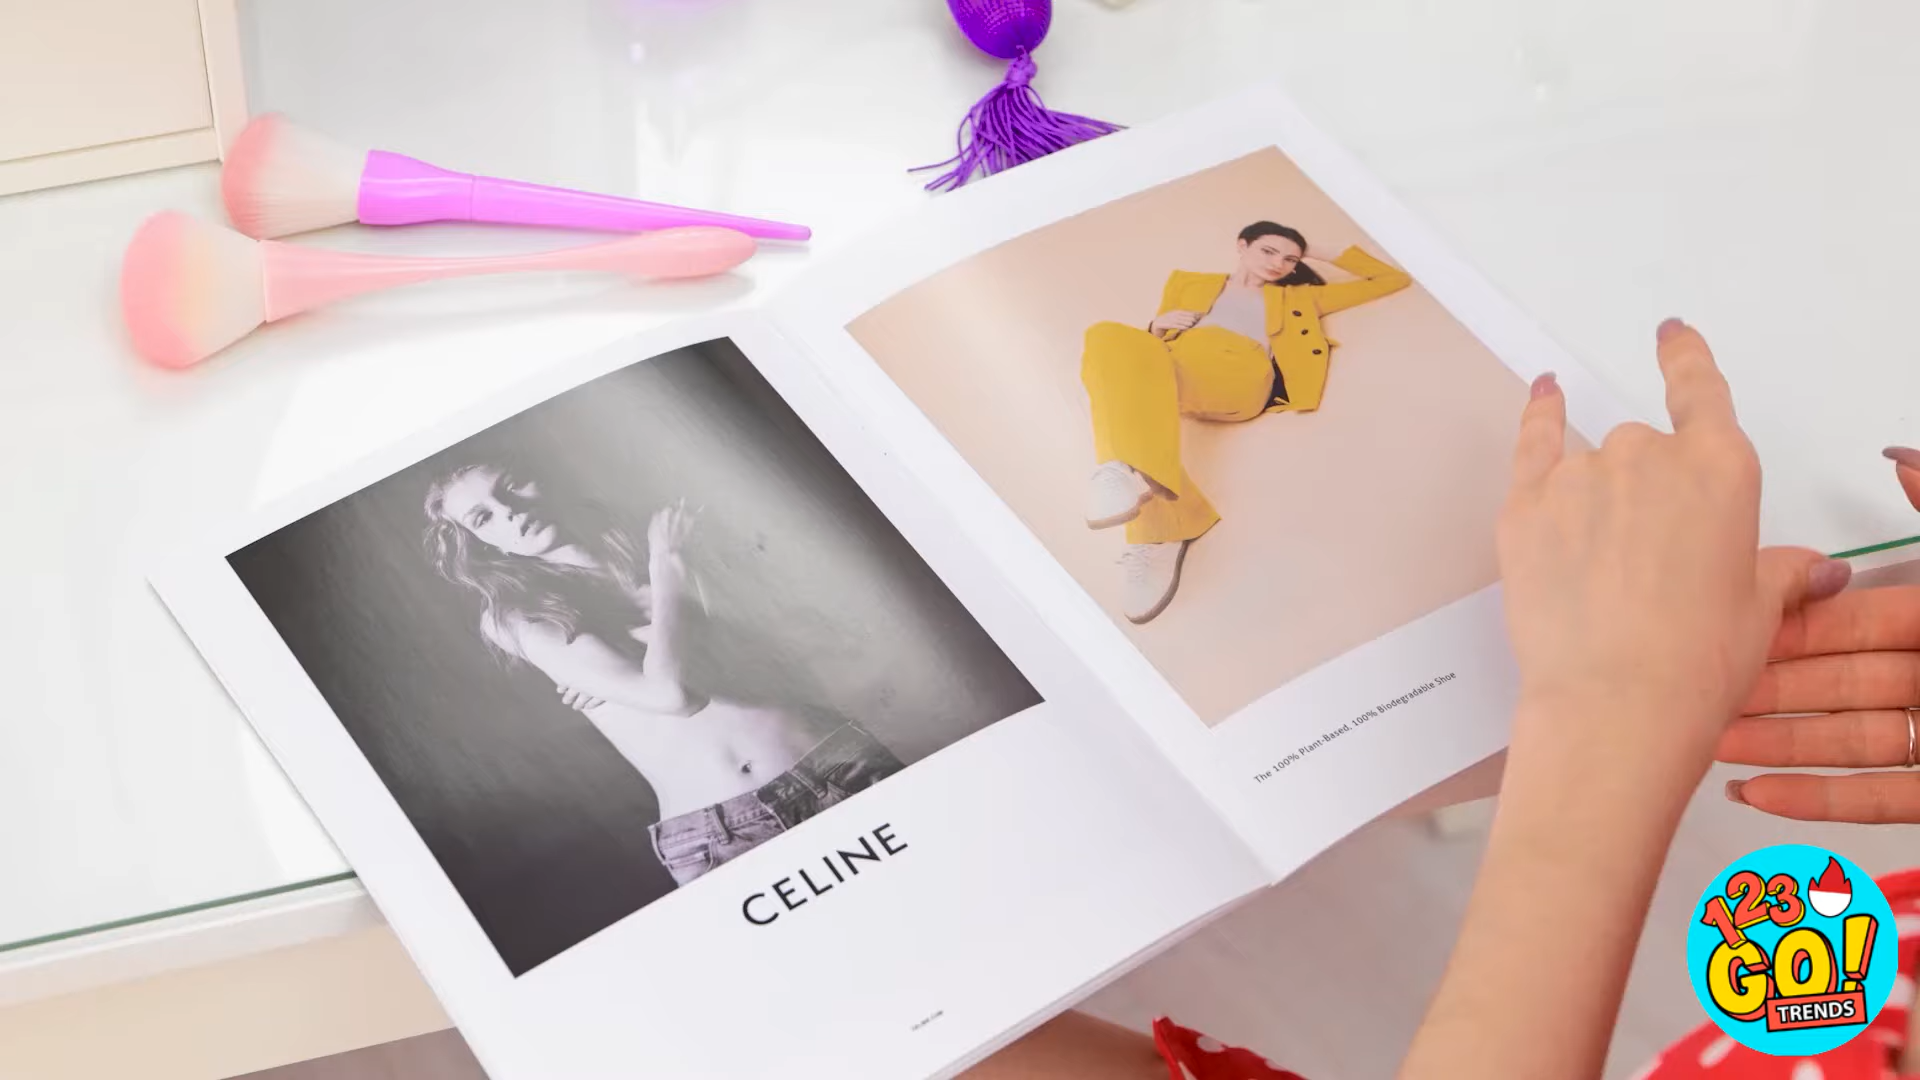 CELINE
The 100% Plant-Based, 100% Biodegradable Shoe
123
GO!
TRENDS